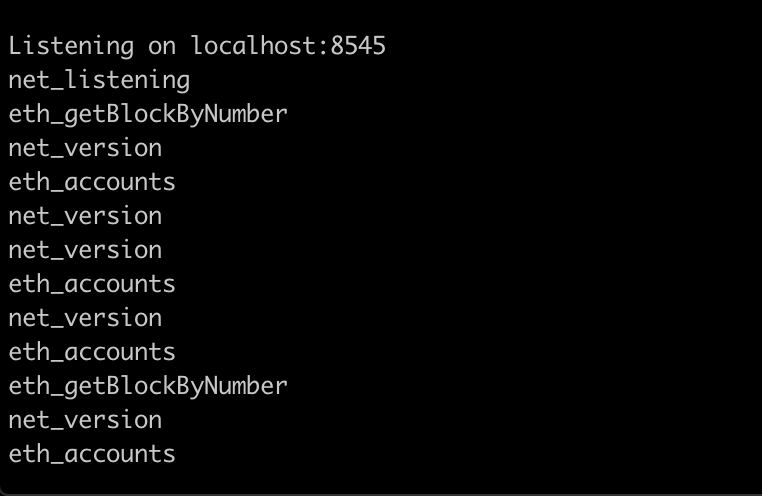 Listening on localhost:8545
net_listening
eth_getBlockByNumber
net_version
eth_accounts
net_version
net_version
eth_accounts
net_version
eth_accounts
eth_getBlockByNumber
net_version
eth_accounts